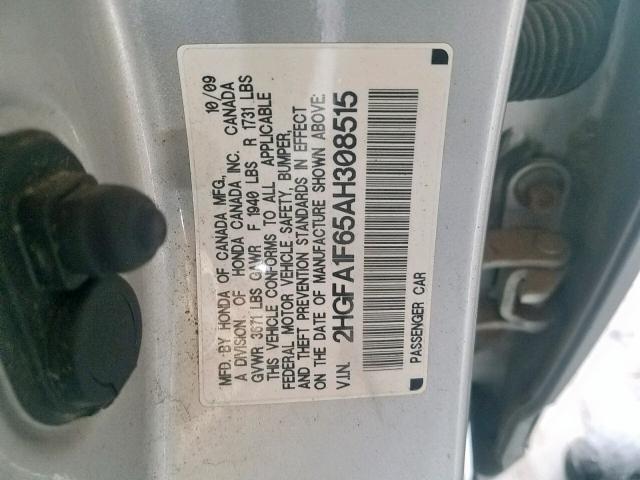 MFD. BY HONDA OF CANADA MFG., 10/09
A DIVISION OF HONDA CANADA INC. CANADA
GVWR 3671 LBS GAWR F 1940 LBS R 1731 LBS
THIS VEHICLE CONFORMS TO ALL APPLICABLE
FEDERAL MOTOR VEHICLE SAFETY, BUMPER,
AND THEFT PREVENTION STANDARDS IN EFFECT
ON THE DATE OF MANUFACTURE SHOWN ABOVE.
V.I.N. 2HGFA1F65AH308515
PASSENGER CAR